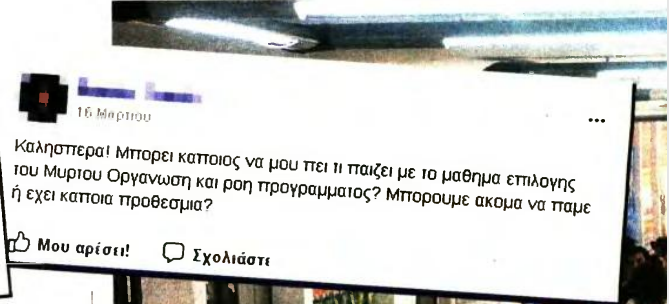 16 Μαρτιου
Καλησπερα! Μπορει καποιος να μου πει τι παιζει με το μαθημα επιλογης
του Μυρτου Οργανωση και ροη προγραμματος? Μπορουμε ακομα να παμε
ή εχει καποια προθεσμια?
Μου αρέσει! Σχολιάστε